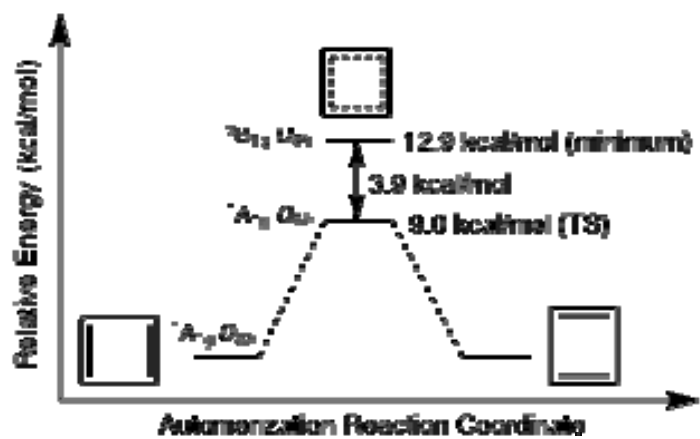 12.9 kcal/mol (minimum)
3.9 kcal/mol
9.0 kcal/mol (TS)
Relative Energy (kcal/mol)
Automerization Reaction Coordinate